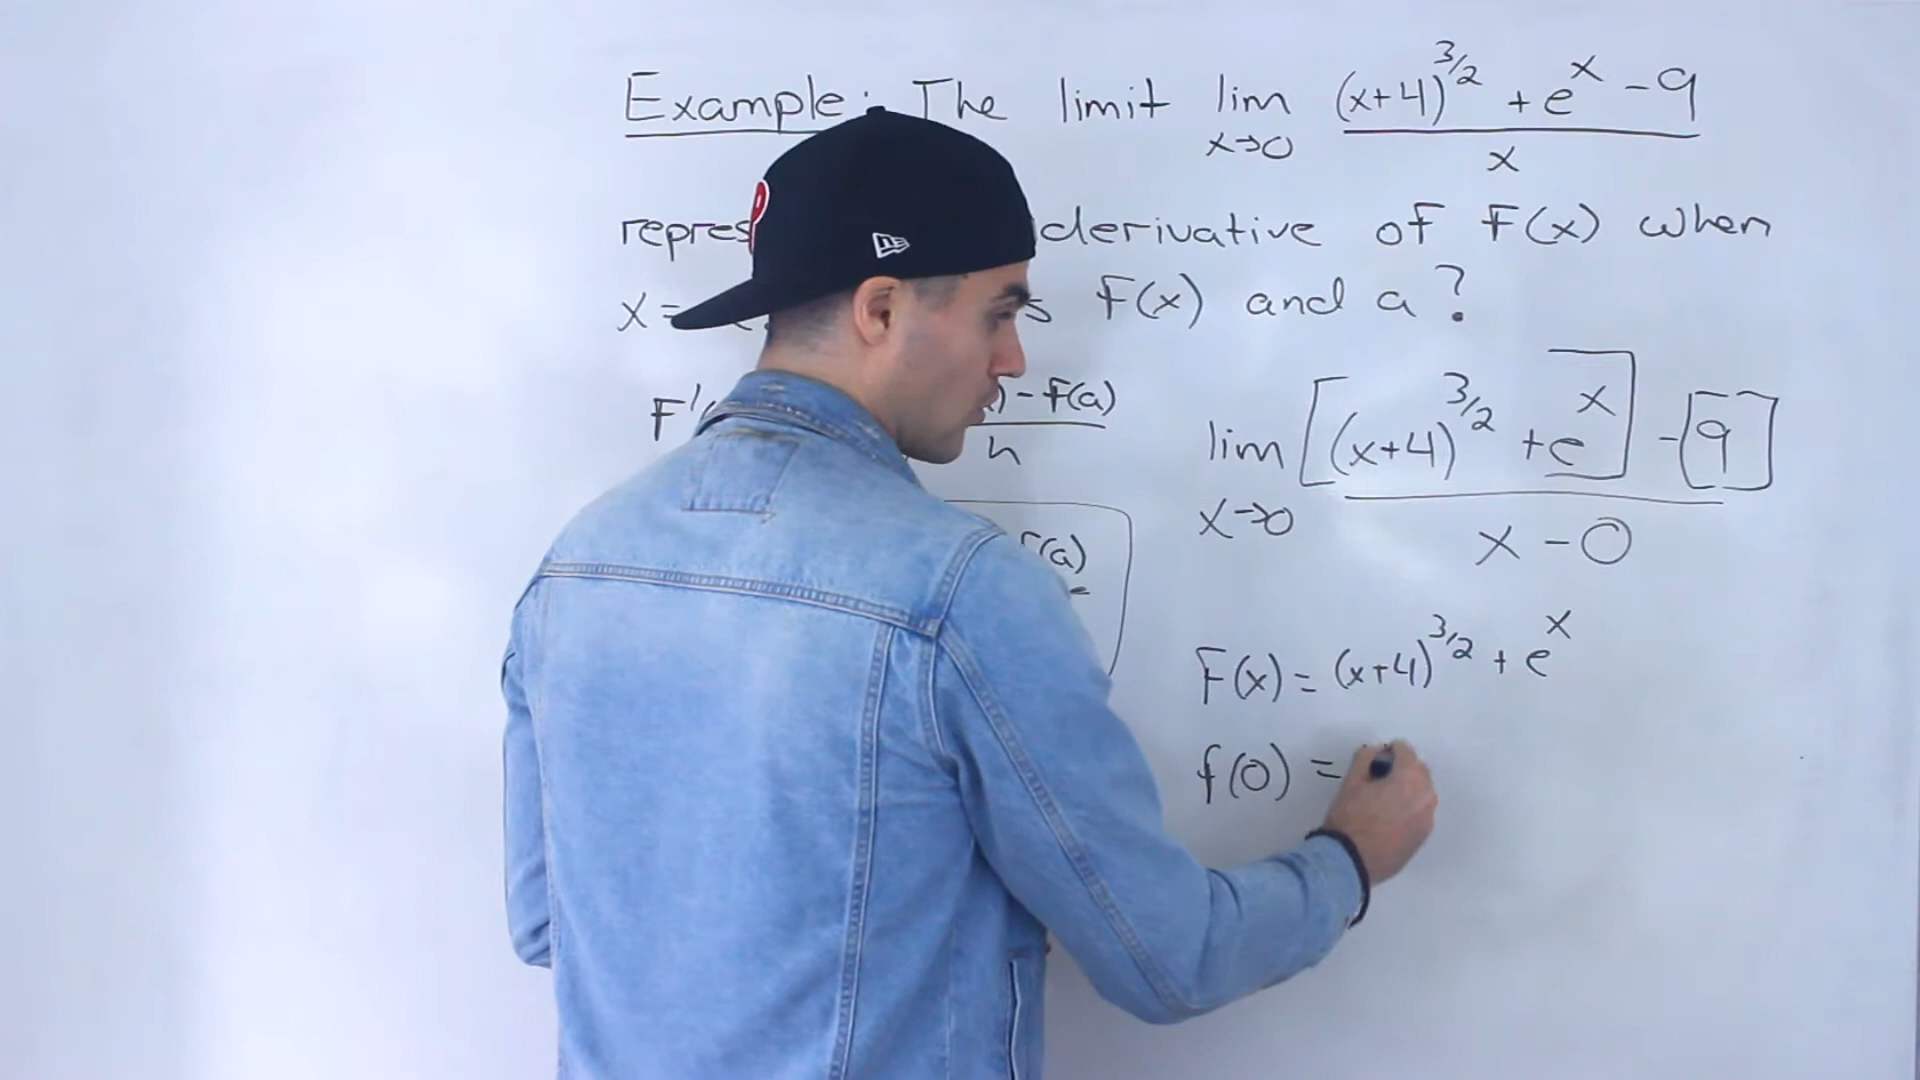 Example: The limit lim x→0 (x+4)^3/2 + e^x - 9 / x
derivative of f(x) when
x = f(x) and a?
f'( ) - f(a) / h
f(a)
lim x→0 [(x+4)^3/2 + e^x] - [9] / x - 0
f(x) = (x+4)^3/2 + e^x
f(0) =
P